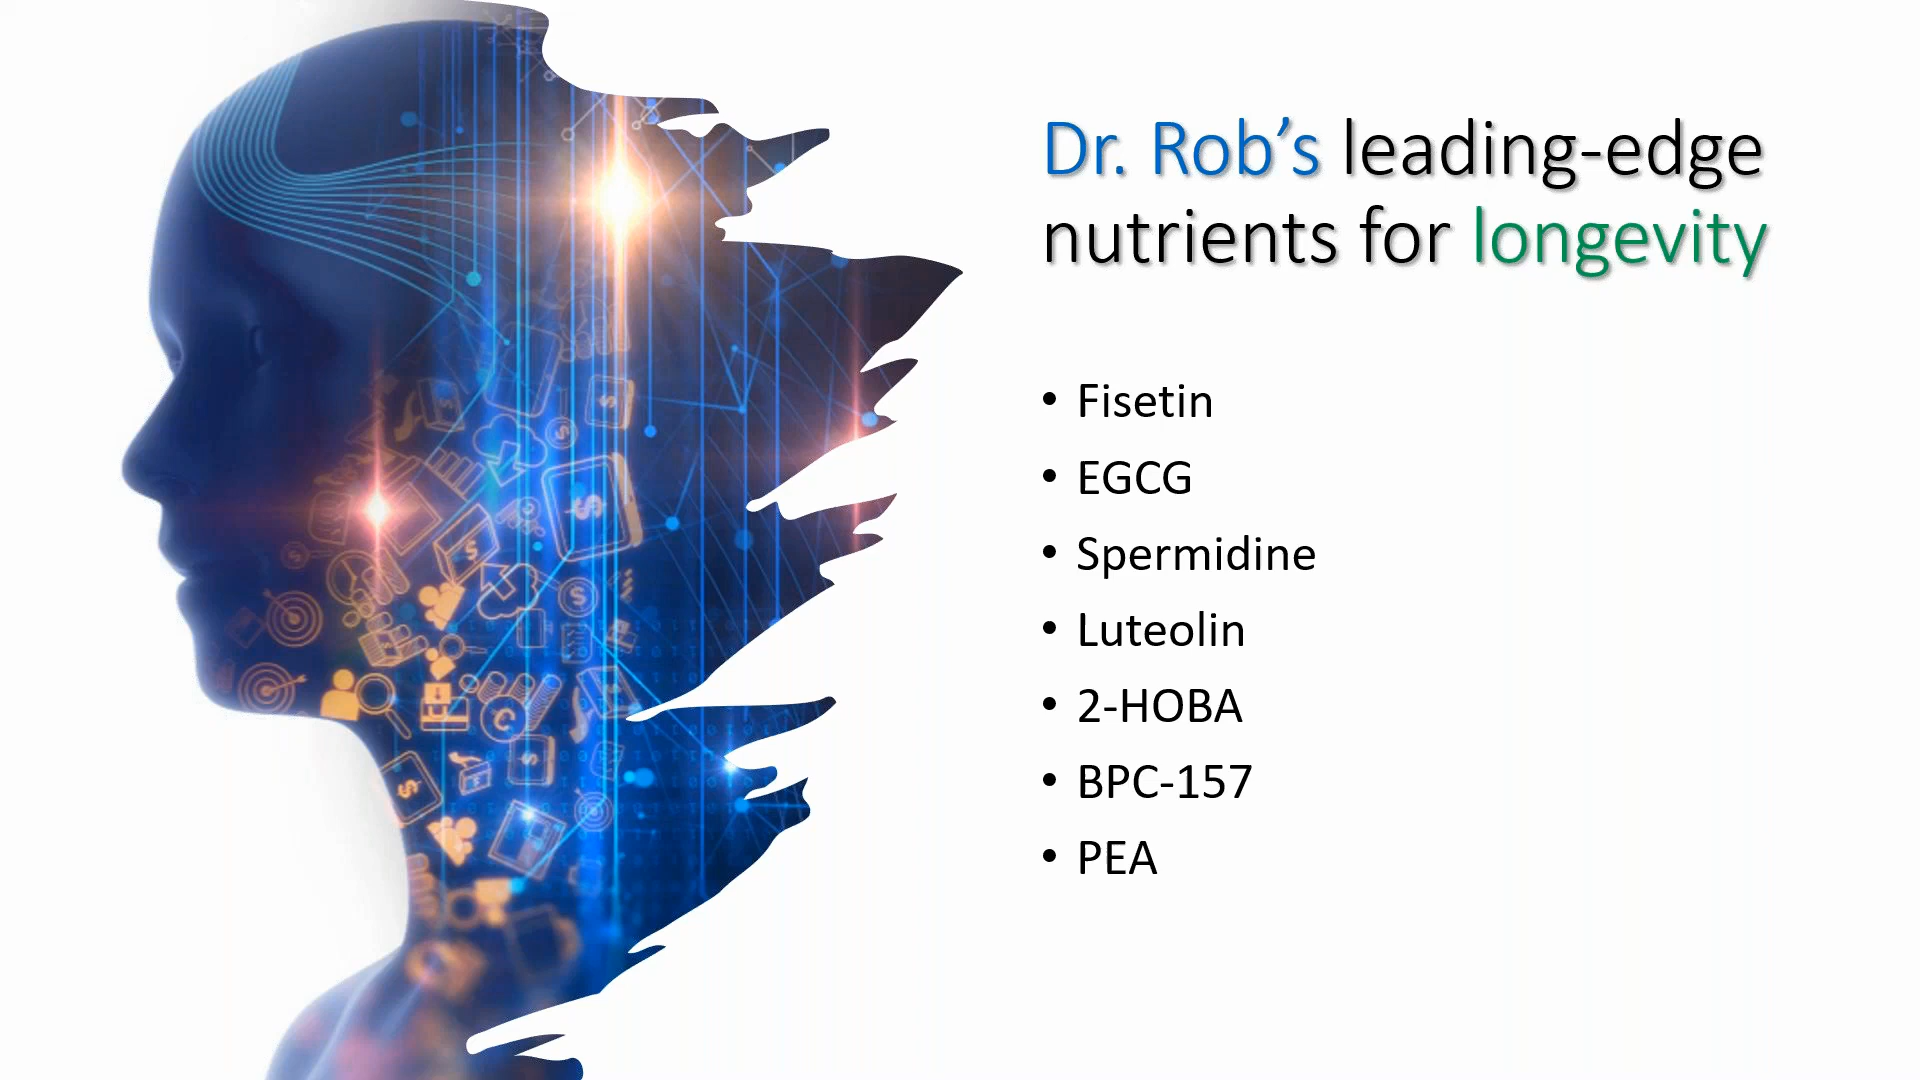 Dr. Rob’s leading-edge
nutrients for longevity
• Fisetin
• EGCG
• Spermidine
• Luteolin
• 2-HOBA
• BPC-157
• PEA